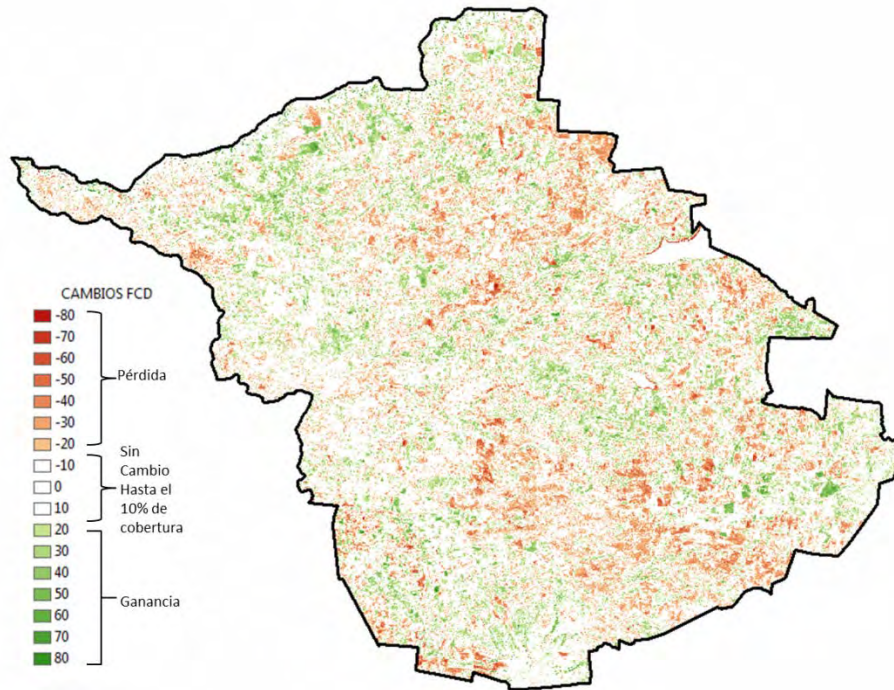 CAMBIOS FCD
-80
-70
-60
-50
-40
-30
-20
-10
0
10
20
30
40
50
60
70
80
Pérdida
Sin
Cambio
Hasta el
10% de
cobertura
Ganancia